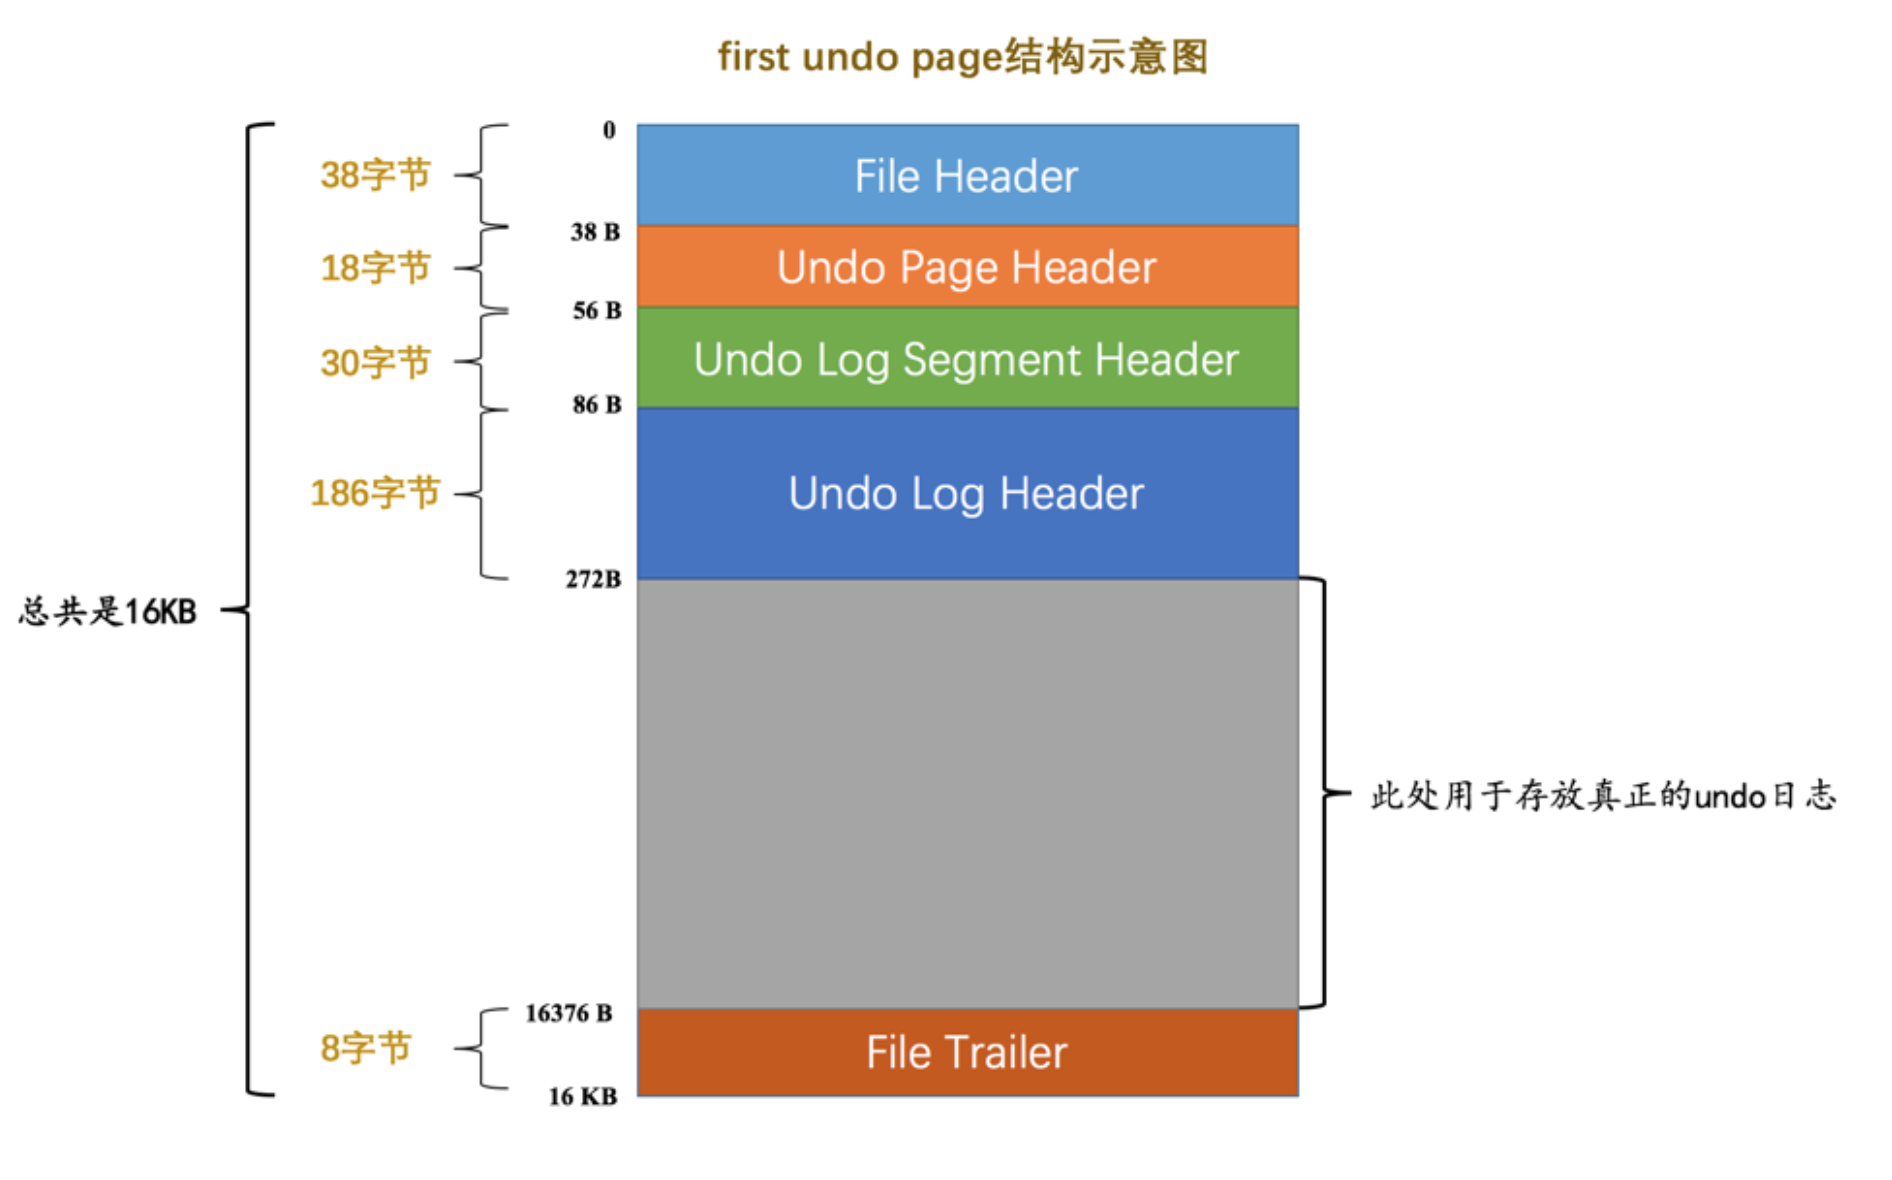 first undo page结构示意图
0
38字节
File Header
38 B
18字节
Undo Page Header
56 B
30字节
Undo Log Segment Header
86 B
186字节
Undo Log Header
272B
总共是16KB
此处用于存放真正的undo日志
16376 B
8字节
File Trailer
16 KB